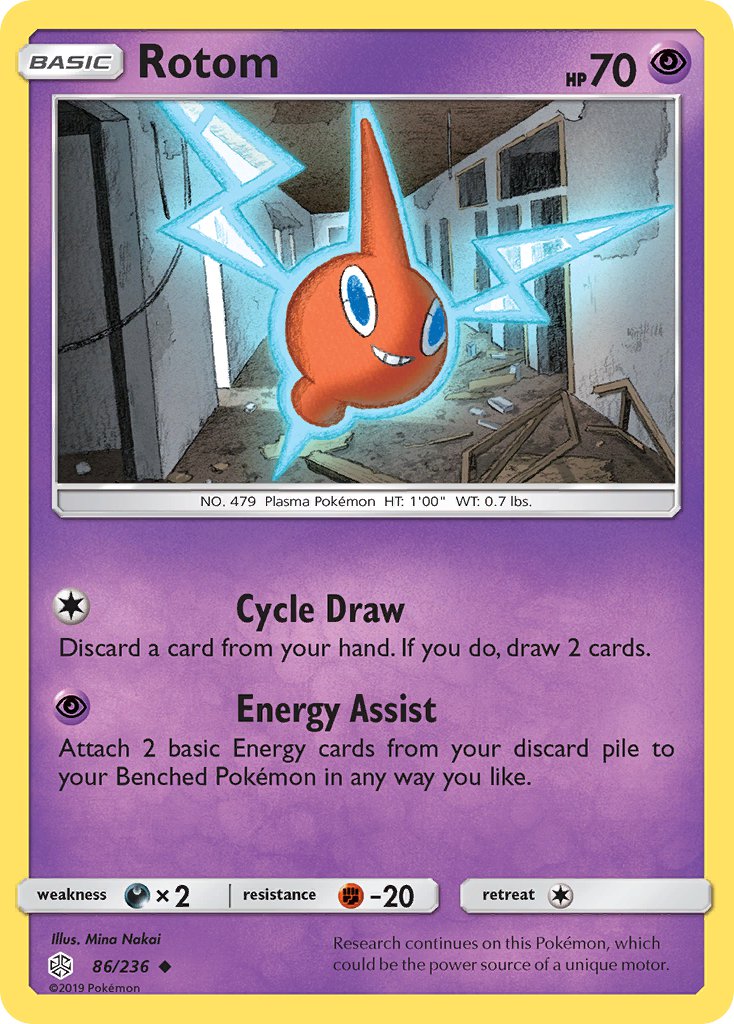 BASIC Rotom HP 70
NO. 479 Plasma Pokémon HT: 1'00" WT: 0.7 lbs.
Cycle Draw
Discard a card from your hand. If you do, draw 2 cards.
Energy Assist
Attach 2 basic Energy cards from your discard pile to
your Benched Pokémon in any way you like.
weakness ×2 resistance -20 retreat
Illus. Mina Nakai
86/236
©2019 Pokémon
Research continues on this Pokémon, which
could be the power source of a unique motor.